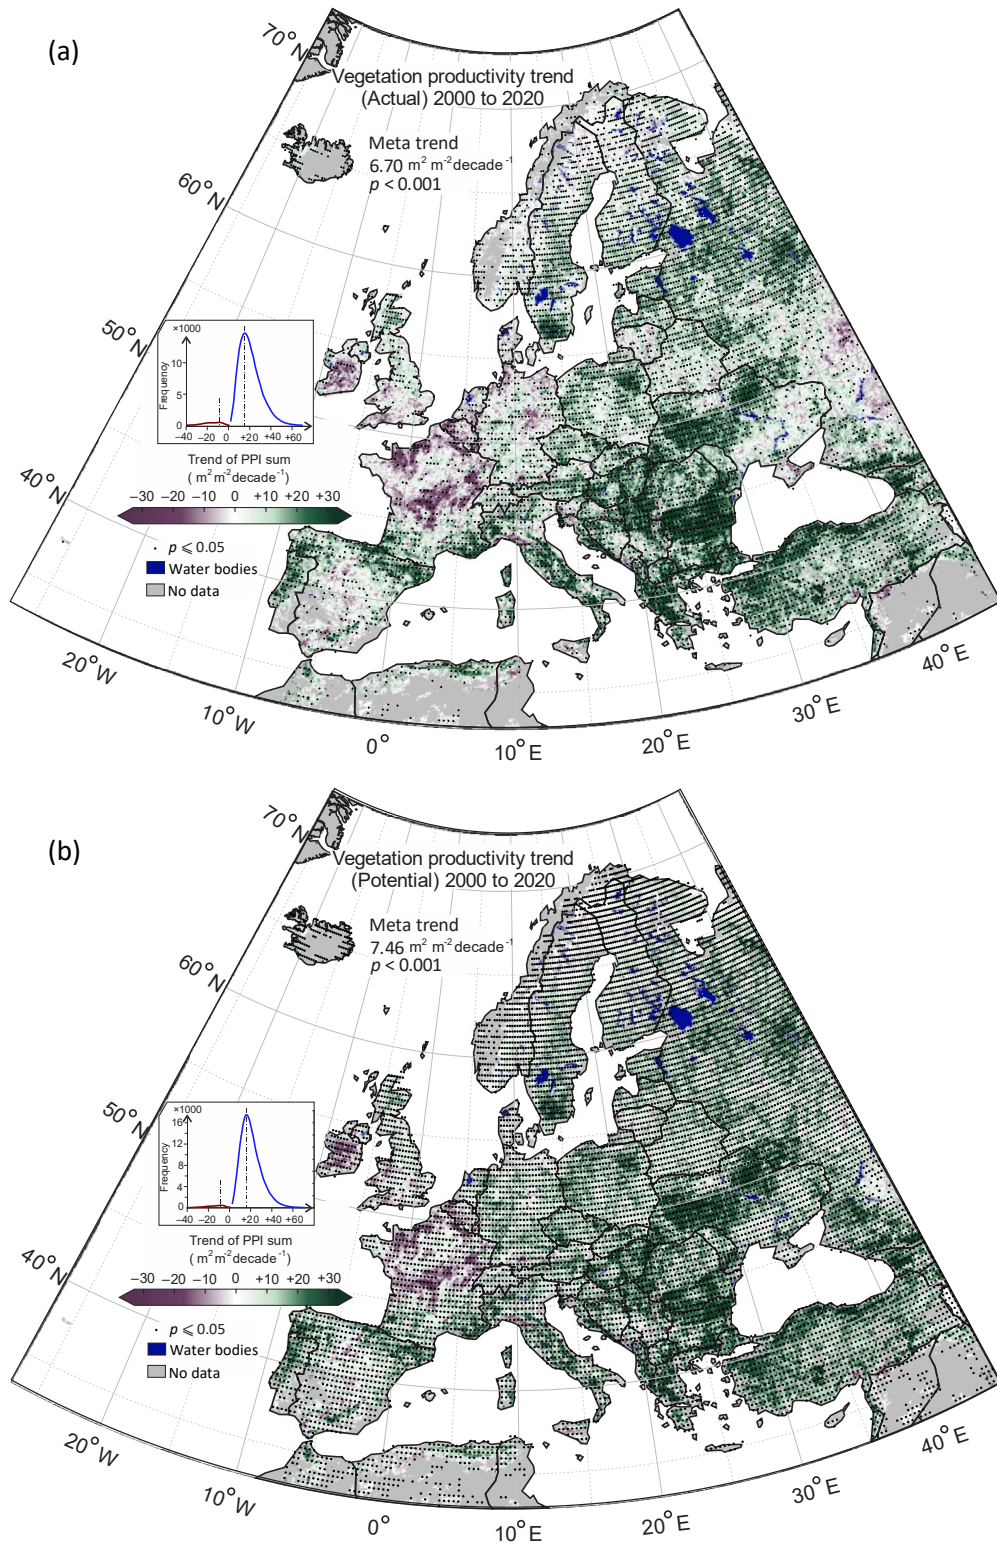 (a)
70°N
Vegetation productivity trend
(Actual) 2000 to 2020
Meta trend
6.70 m² m⁻² decade⁻¹
p < 0.001
60°N
50°N
×1000
Frequency
10
5
0
−40 −20 0 +20 +40 +60
Trend of PPI sum
( m² m⁻² decade⁻¹)
−30 −20 −10 0 +10 +20 +30
p ⩽ 0.05
Water bodies
No data
40°N
20°W
10°W
0°
10°E
20°E
30°E
40°E
(b)
70°N
Vegetation productivity trend
(Potential) 2000 to 2020
Meta trend
7.46 m² m⁻² decade⁻¹
p < 0.001
60°N
50°N
×1000
Frequency
16
12
8
4
0
−40 −20 0 +20 +40 +60
Trend of PPI sum
( m² m⁻² decade⁻¹)
−30 −20 −10 0 +10 +20 +30
p ⩽ 0.05
Water bodies
No data
40°N
20°W
10°W
0°
10°E
20°E
30°E
40°E